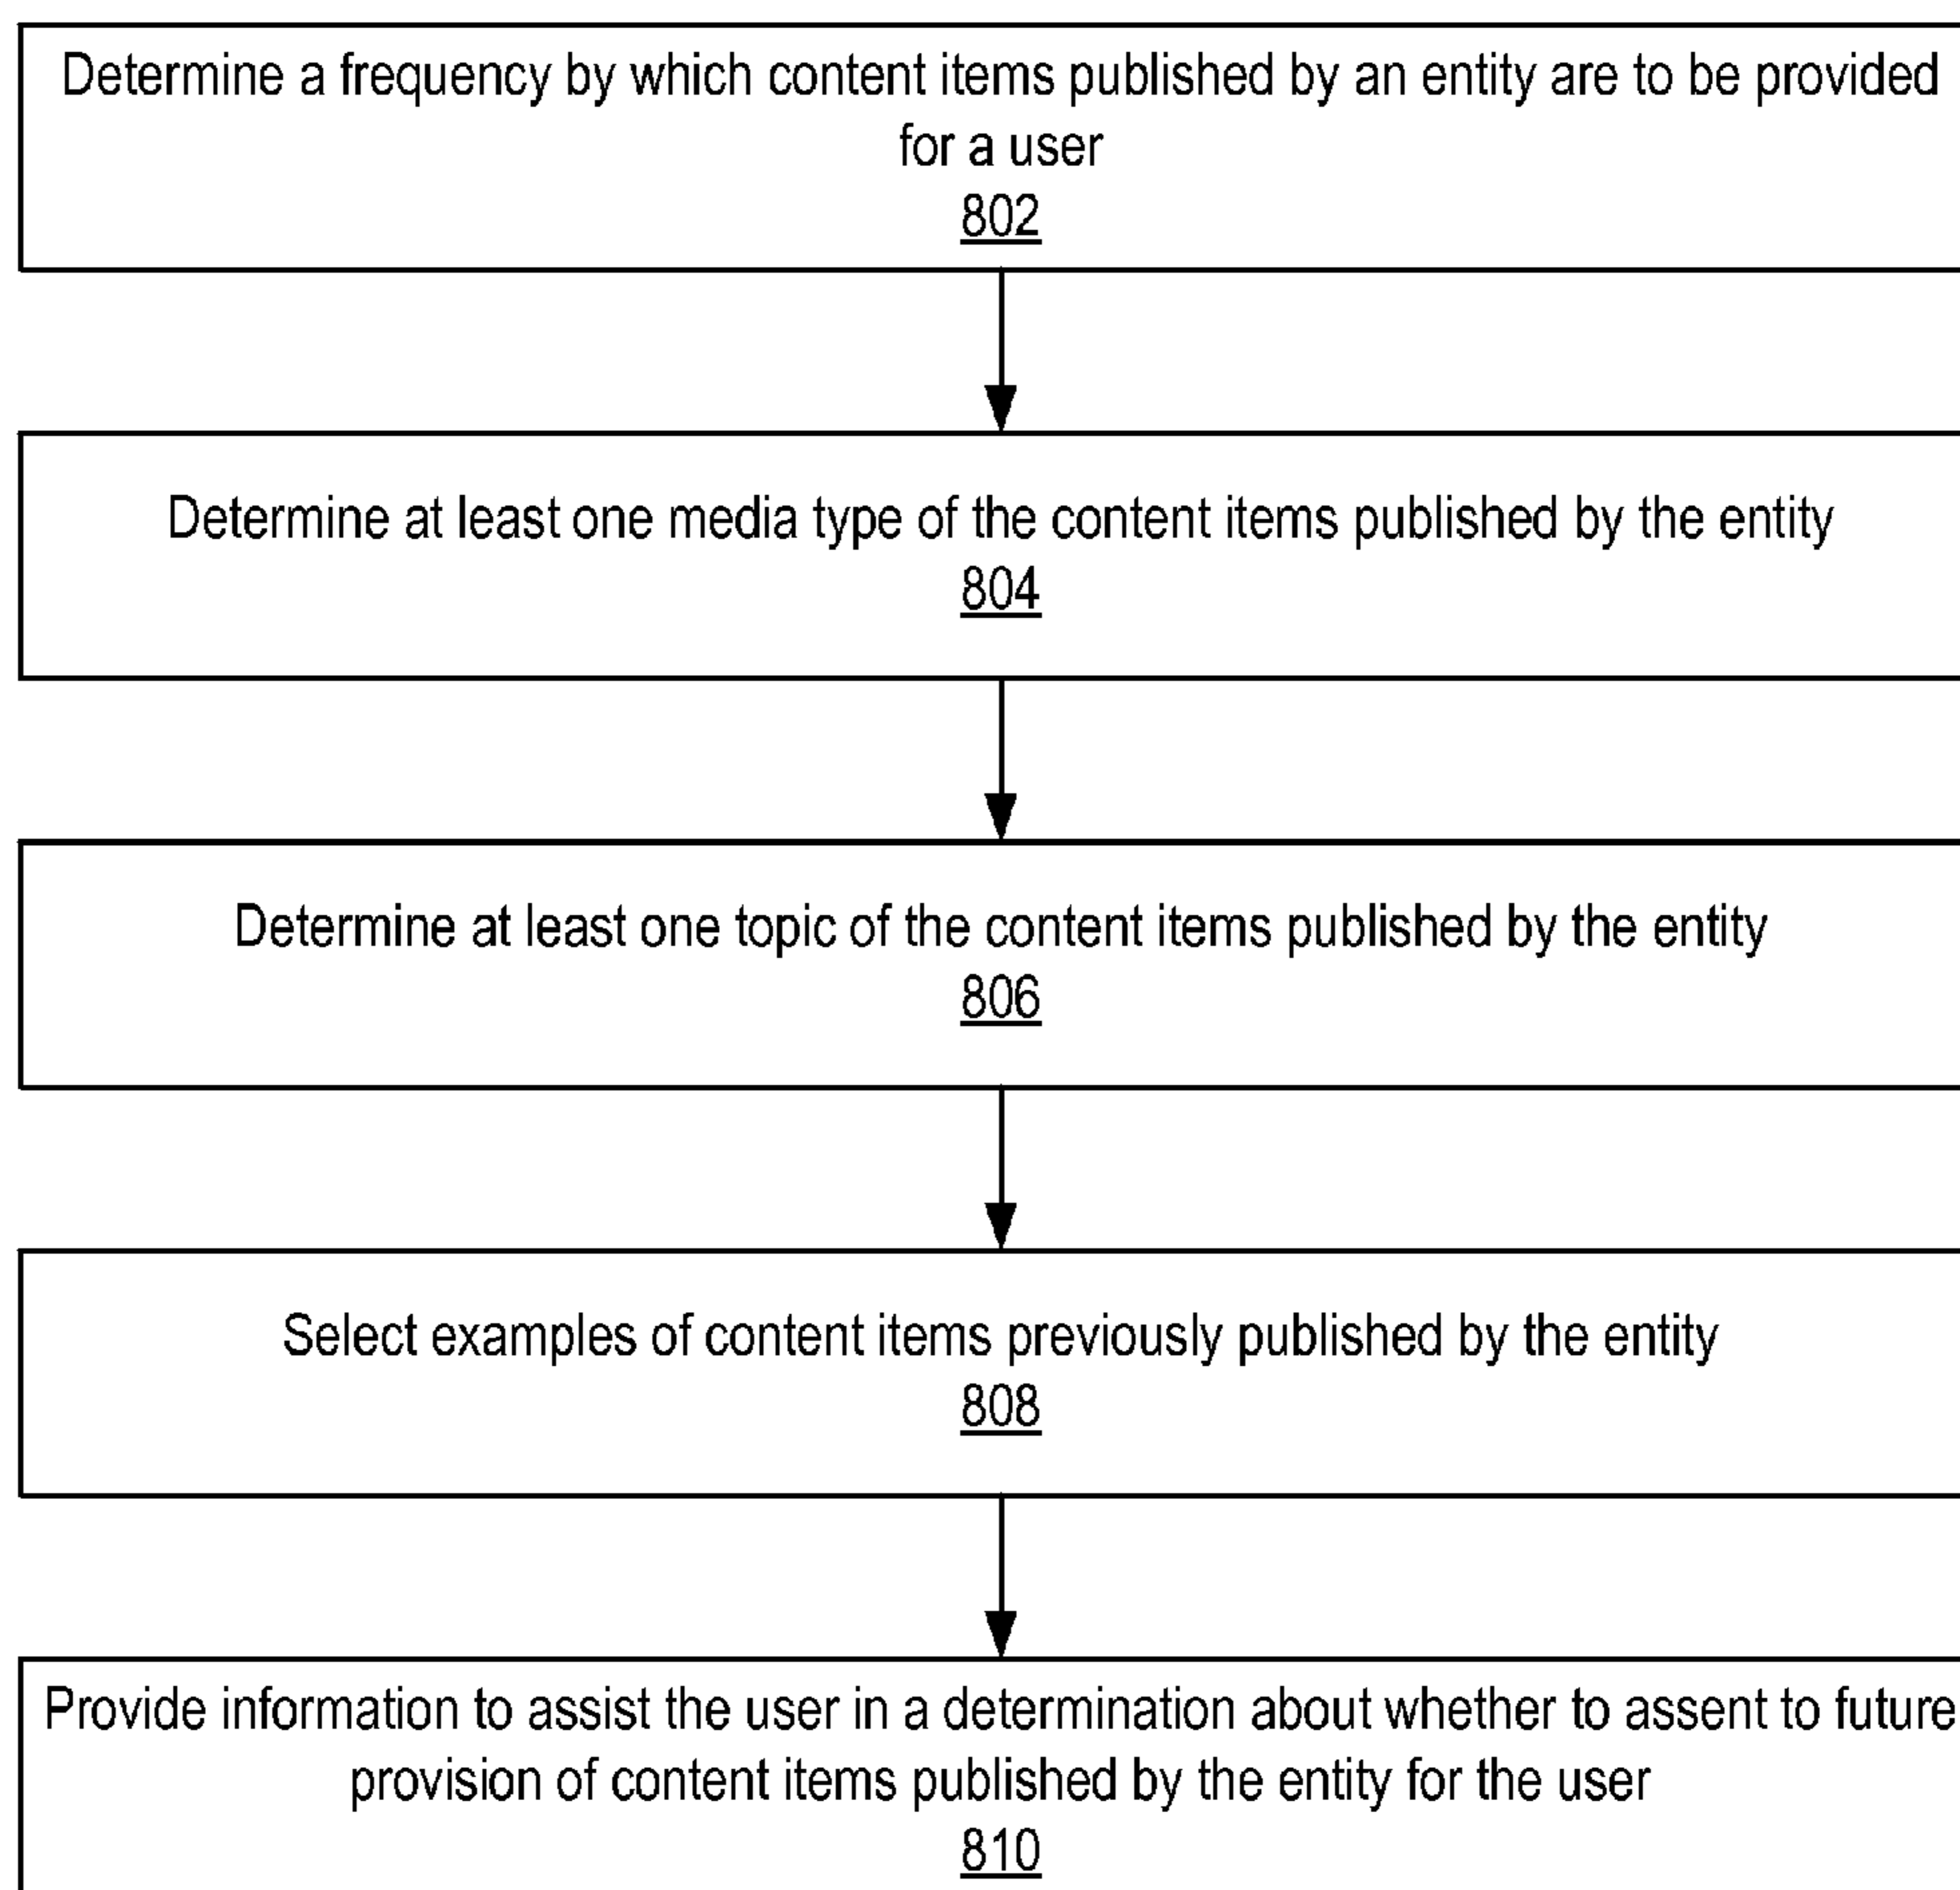 Determine a frequency by which content items published by an entity are to be provided
for a user
802
Determine at least one media type of the content items published by the entity
804
Determine at least one topic of the content items published by the entity
806
Select examples of content items previously published by the entity
808
Provide information to assist the user in a determination about whether to assent to future
provision of content items published by the entity for the user
810